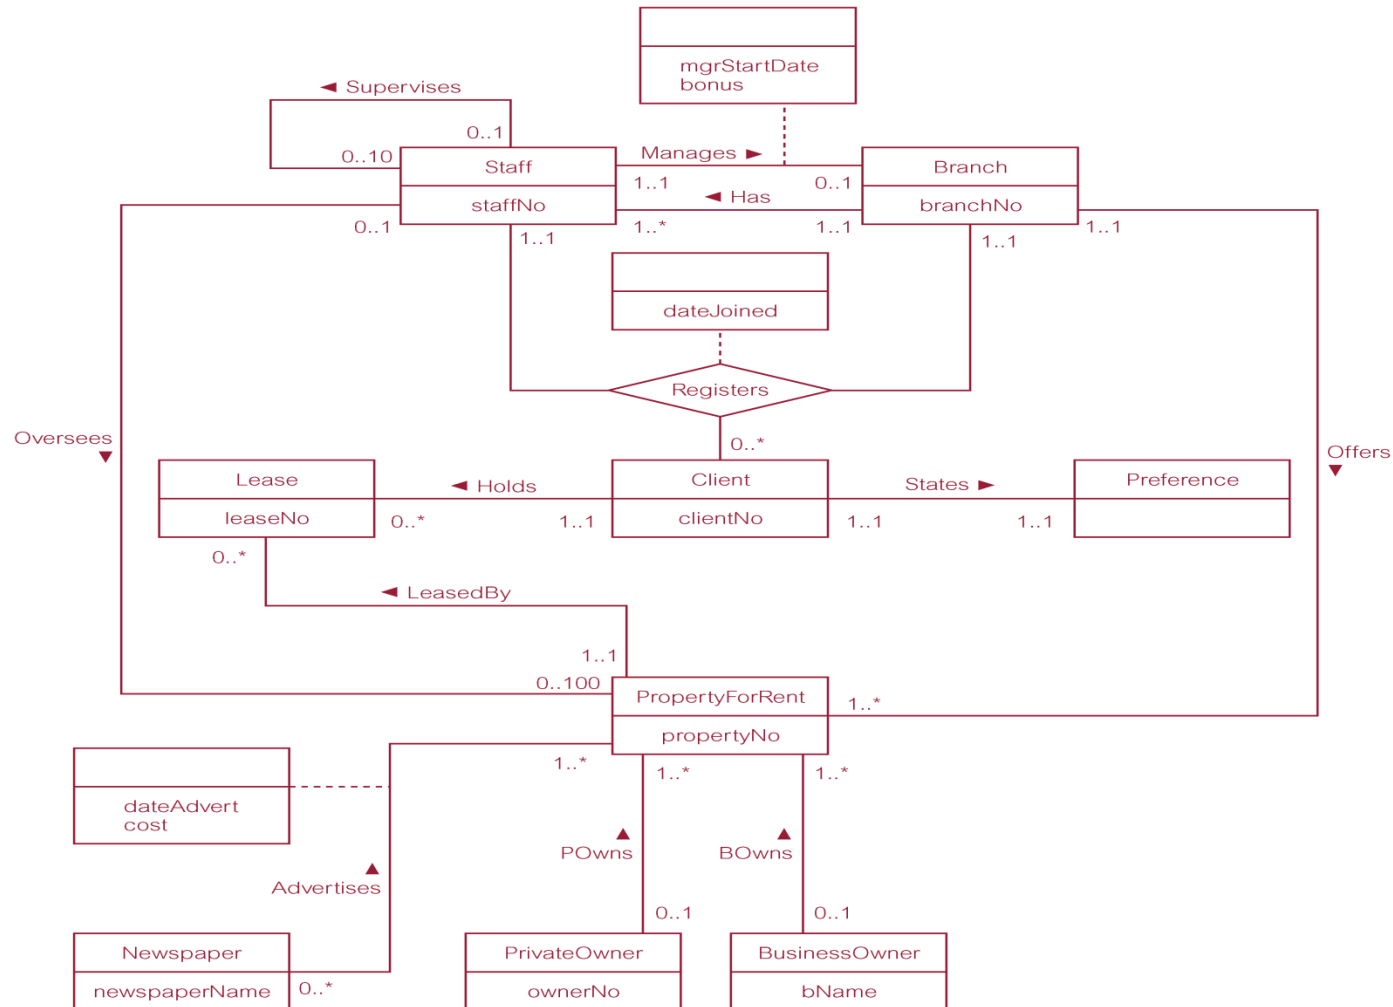 mgrStartDate
bonus
◄ Supervises
0..1
0..10
Staff
staffNo
Manages ►
1..1
0..1
Branch
branchNo
◄ Has
1..*
1..1
0..1
1..1
1..1
1..1
dateJoined
Registers
0..*
Oversees
▼
Offers
▼
Lease
leaseNo
◄ Holds
0..*
1..1
Client
clientNo
States ►
1..1
1..1
Preference
0..*
◄ LeasedBy
1..1
0..100
PropertyForRent
propertyNo
1..*
1..*
1..*
1..*
dateAdvert
cost
▲
Advertises
▲
POwns
▲
BOwns
0..1
0..1
Newspaper
newspaperName
0..*
PrivateOwner
ownerNo
BusinessOwner
bName